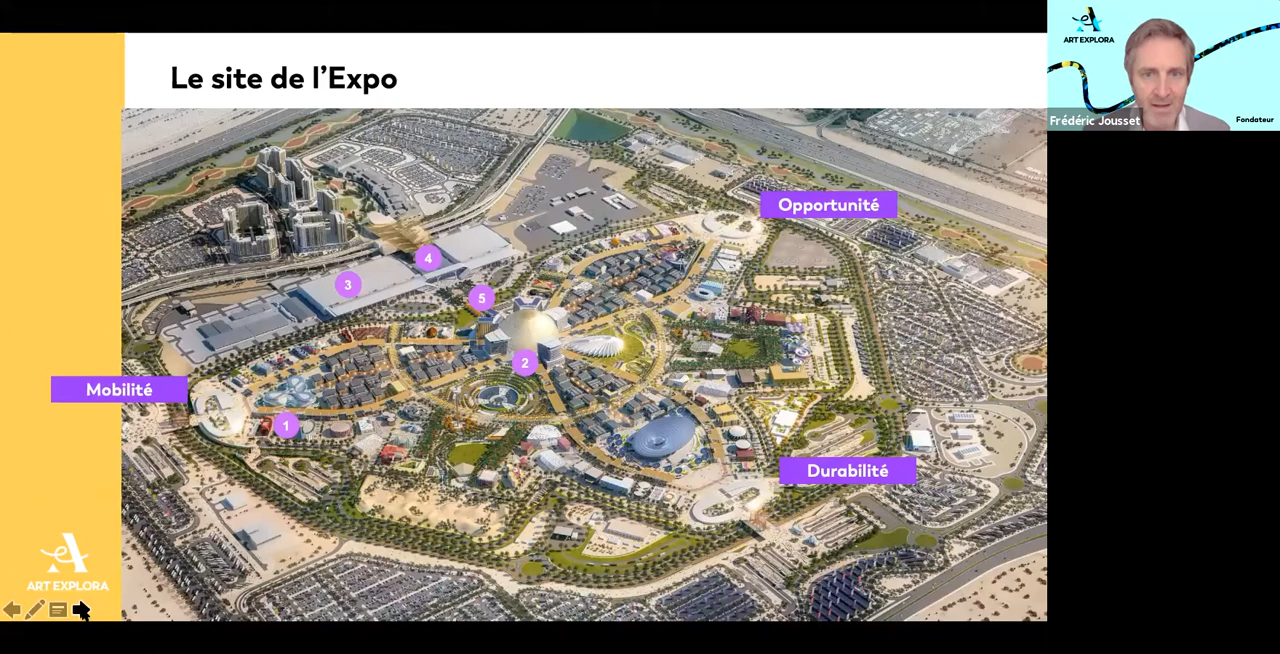 Le site de l'Expo
ART EXPLORA
Frédéric Jousset
Fondateur
Opportunité
4
3
5
2
Mobilité
1
Durabilité
ART EXPLORA